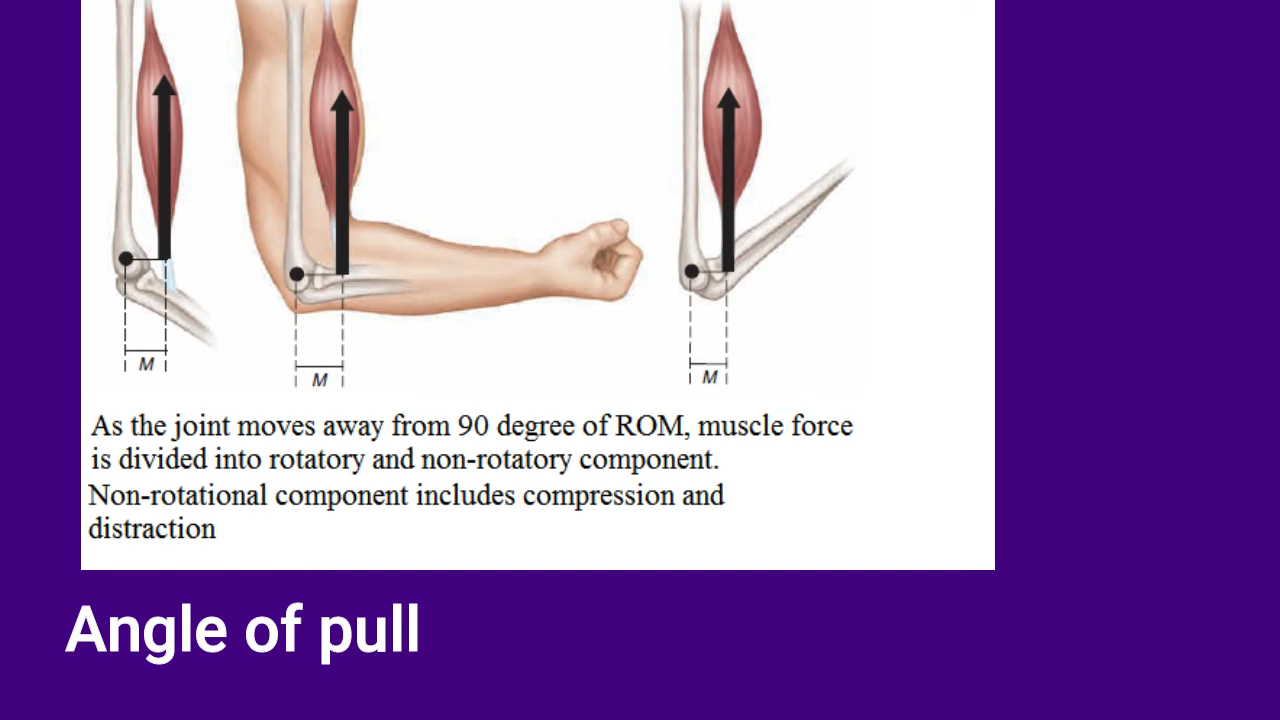 M
M
M
As the joint moves away from 90 degree of ROM, muscle force
is divided into rotatory and non-rotatory component.
Non-rotational component includes compression and
distraction
Angle of pull